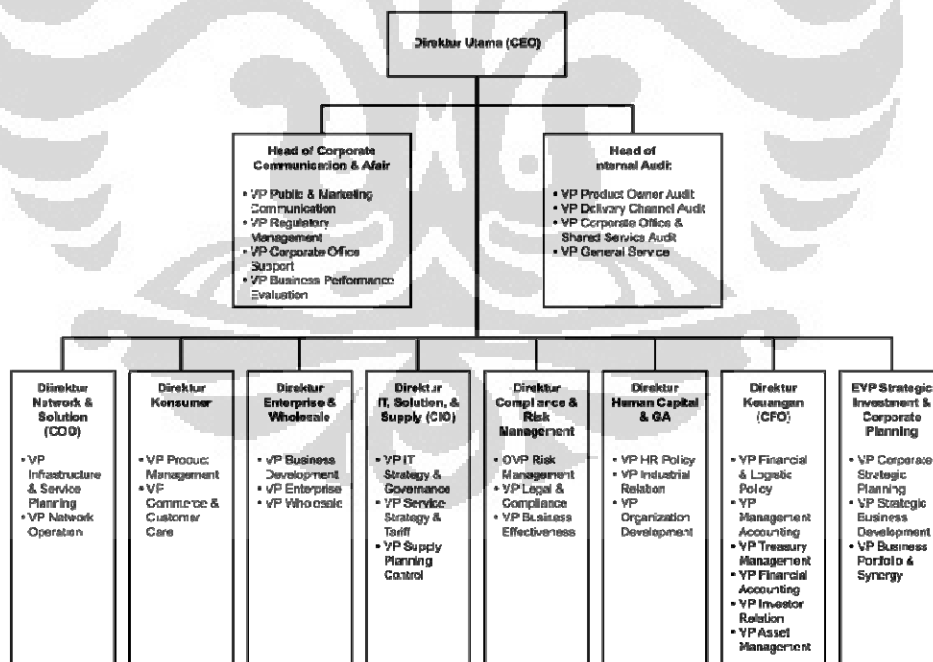 Direktur Utama (CEO)
Head of Corporate
Communication & Afair
• VP Public & Marketing
Communication
• VP Regulatory
Management
• VP Corporate Office
Support
• VP Business Performance
Evaluation
Head of
Internal Audit
• VP Product Owner Audit
• VP Delivery Channel Audit
• VP Corporate Office &
Shared Service Audit
• VP General Service
Diirektur
Network &
Solution
(COO)
• VP
Infrastructure
& Service
Planning
• VP Network
Operation
Direktur
Konsumer
• VP Product
Management
• VP
Commerce &
Customer
Care
Direktur
Enterprise &
Wholesale
• VP Business
Development
• VP Enterprise
• VP Wholesale
Direktur
IT, Solution, &
Supply (CIO)
• VP IT
Strategy &
Governance
• VP Service
Strategy &
Tariff
• VP Supply
Planning
Control
Direktur
Compliance &
Risk
Management
• OVP Risk
Management
• VP Legal &
Compliance
• VP Business
Effectiveness
Direktur
Human Capital
& GA
• VP HR Policy
• VP Industrial
Relation
• VP
Organization
Development
Direktur
Keuangan
(CFO)
• VP Financial
& Logistic
Policy
• VP
Management
Accounting
• VP Treasury
Management
• VP Financial
Accounting
• VP Investor
Relation
• VP Asset
Management
EVP Strategic
Investment &
Corporate
Planning
• VP Corporate
Strategic
Planning
• VP Strategic
Business
Development
• VP Business
Portfolio &
Synergy